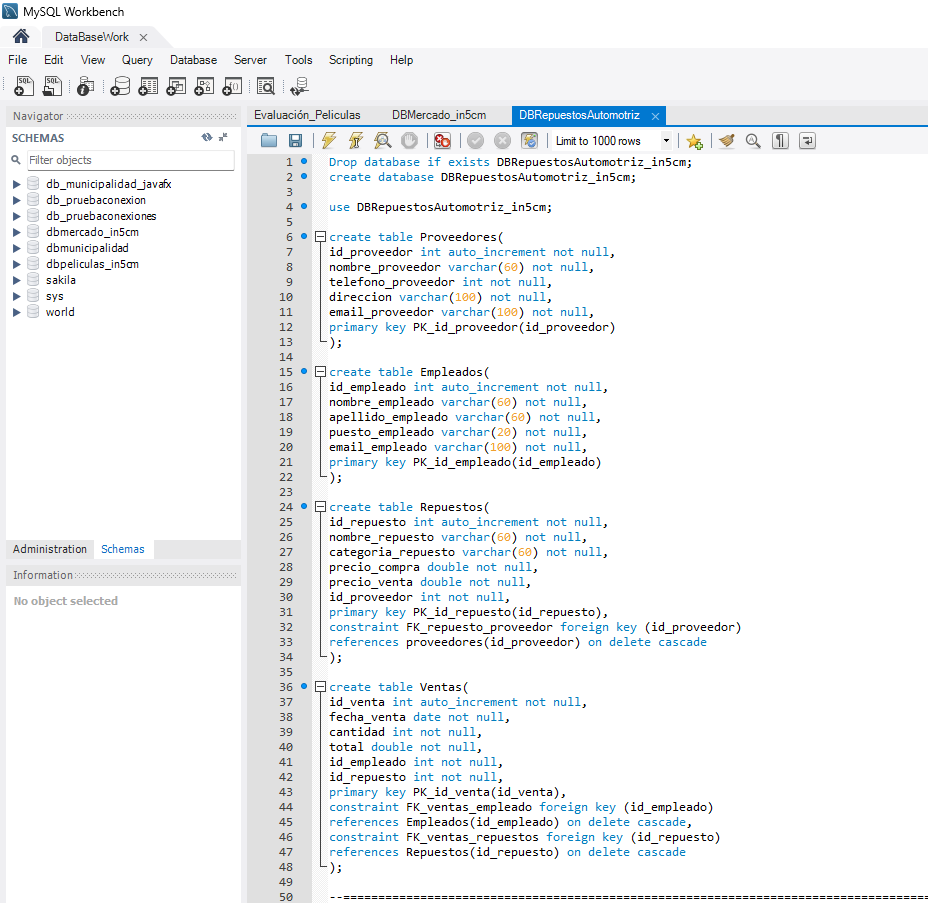 MySQL Workbench
DataBaseWork
File Edit View Query Database Server Tools Scripting Help
Navigator
SCHEMAS
Filter objects
db_municipalidad_javafx
db_pruebaconexion
db_pruebaconexiones
dbmercado_in5cm
dbmunicipalidad
dbpeliculas_in5cm
sakila
sys
world
Administration Schemas
Information
No object selected
Evaluación_Peliculas DBMercado_in5cm DBRepuestosAutomotriz
Limit to 1000 rows
1 Drop database if exists DBRepuestosAutomotriz_in5cm;
2 create database DBRepuestosAutomotriz_in5cm;
3
4 use DBRepuestosAutomotriz_in5cm;
5
6 create table Proveedores(
7 id_proveedor int auto_increment not null,
8 nombre_proveedor varchar(60) not null,
9 telefono_proveedor int not null,
10 direccion varchar(100) not null,
11 email_proveedor varchar(100) not null,
12 primary key PK_id_proveedor(id_proveedor)
13 );
14
15 create table Empleados(
16 id_empleado int auto_increment not null,
17 nombre_empleado varchar(60) not null,
18 apellido_empleado varchar(60) not null,
19 puesto_empleado varchar(20) not null,
20 email_empleado varchar(100) not null,
21 primary key PK_id_empleado(id_empleado)
22 );
23
24 create table Repuestos(
25 id_repuesto int auto_increment not null,
26 nombre_repuesto varchar(60) not null,
27 categoria_repuesto varchar(60) not null,
28 precio_compra double not null,
29 precio_venta double not null,
30 id_proveedor int not null,
31 primary key PK_id_repuesto(id_repuesto),
32 constraint FK_repuesto_proveedor foreign key (id_proveedor)
33 references proveedores(id_proveedor) on delete cascade
34 );
35
36 create table Ventas(
37 id_venta int auto_increment not null,
38 fecha_venta date not null,
39 cantidad int not null,
40 total double not null,
41 id_empleado int not null,
42 id_repuesto int not null,
43 primary key PK_id_venta(id_venta),
44 constraint FK_ventas_empleado foreign key (id_empleado)
45 references Empleados(id_empleado) on delete cascade,
46 constraint FK_ventas_repuestos foreign key (id_repuesto)
47 references Repuestos(id_repuesto) on delete cascade
48 );
49
50 --====================================================================================